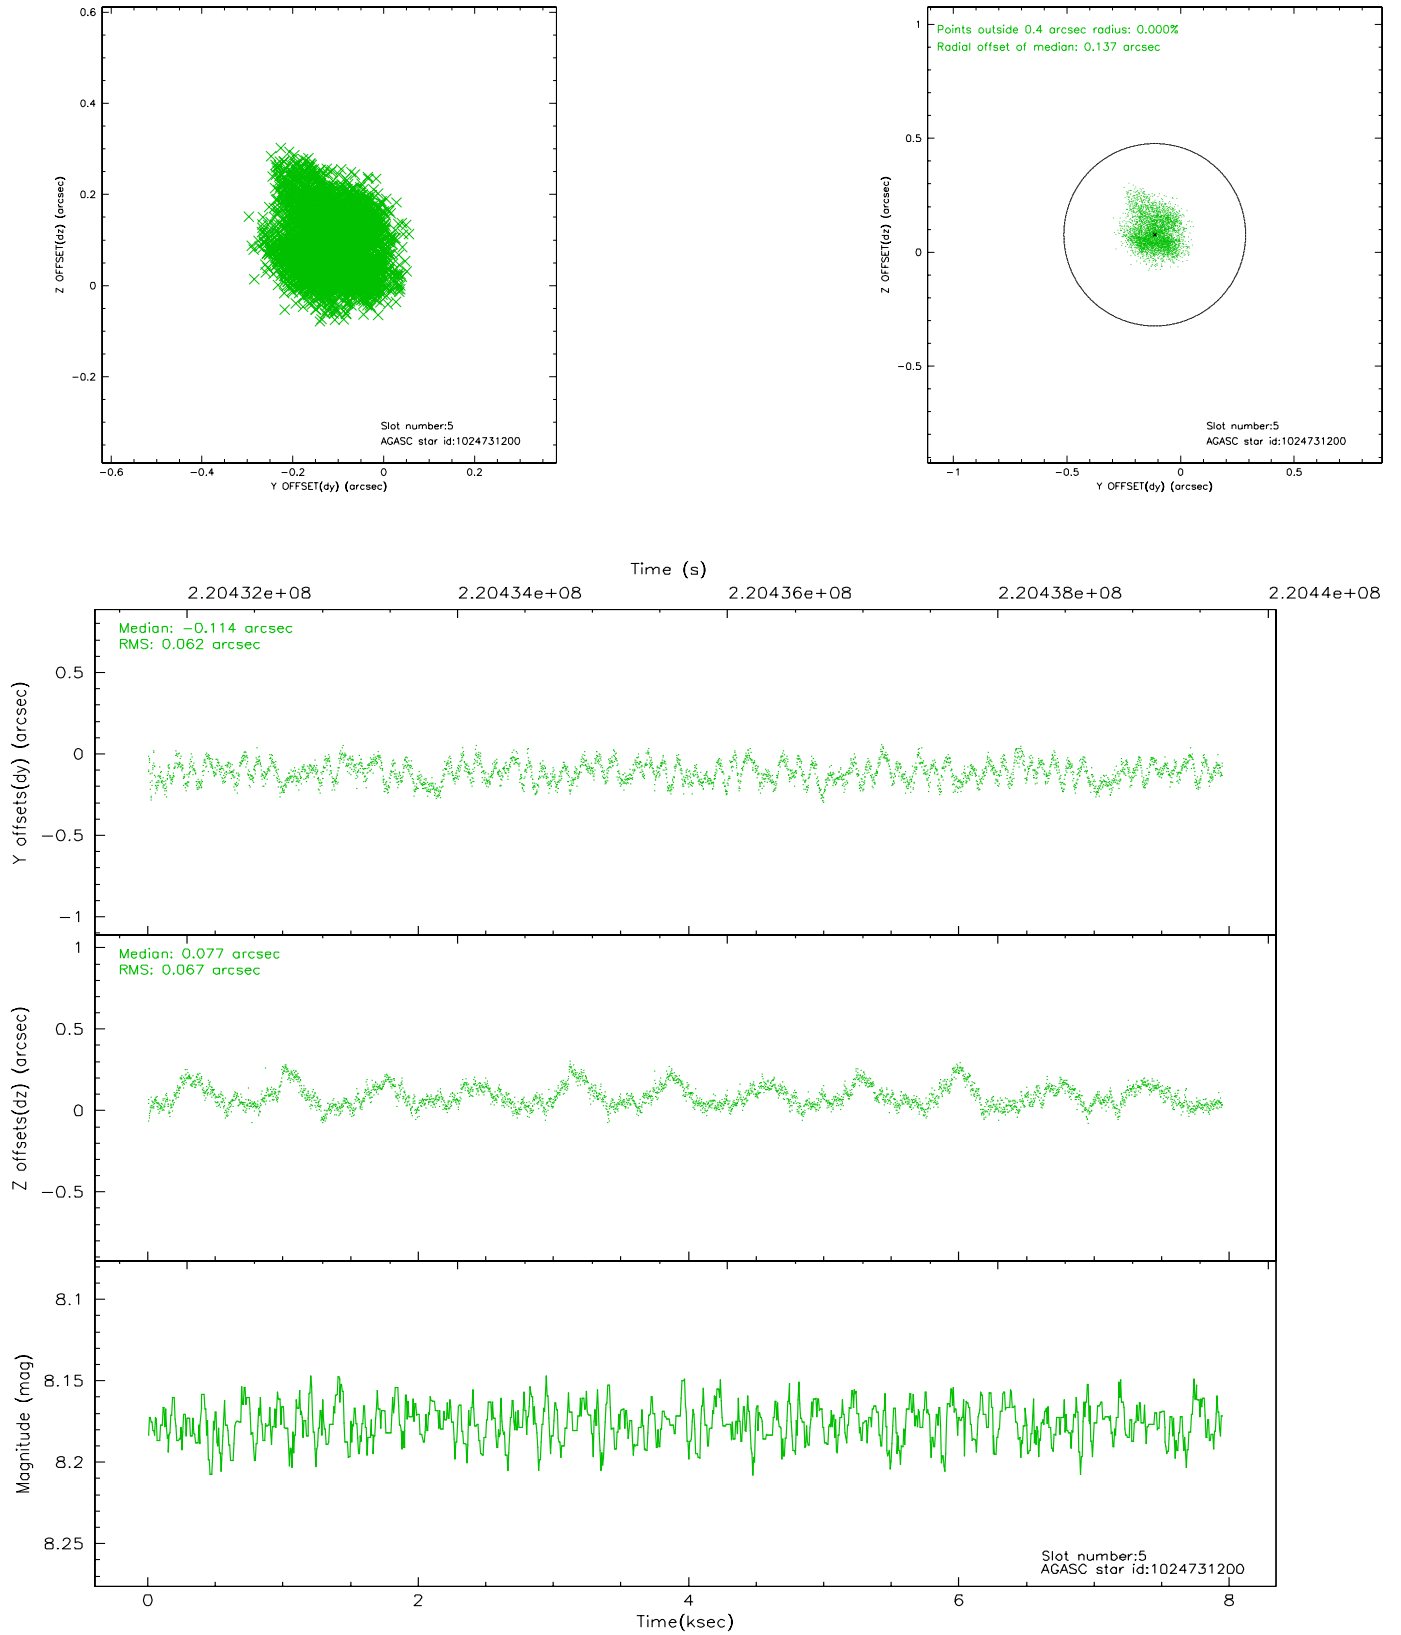 0.6
0.4
0.2
0
−0.2
Z OFFSET(dz) (arcsec)
Slot number:5
AGASC star id:1024731200
−0.6 −0.4 −0.2 0 0.2
Y OFFSET(dy) (arcsec)
Points outside 0.4 arcsec radius: 0.000%
Radial offset of median: 0.137 arcsec
1
0.5
0
−0.5
Z OFFSET(dz) (arcsec)
Slot number:5
AGASC star id:1024731200
−1 −0.5 0 0.5
Y OFFSET(dy) (arcsec)
Time (s)
2.20432e+08 2.20434e+08 2.20436e+08 2.20438e+08 2.2044e+08
Median: −0.114 arcsec
RMS: 0.062 arcsec
0.5
0
−0.5
−1
Y offsets(dy) (arcsec)
Median: 0.077 arcsec
RMS: 0.067 arcsec
1
0.5
0
−0.5
Z offsets(dz) (arcsec)
8.1
8.15
8.2
8.25
Magnitude (mag)
Slot number:5
AGASC star id:1024731200
0 2 4 6 8
Time(ksec)